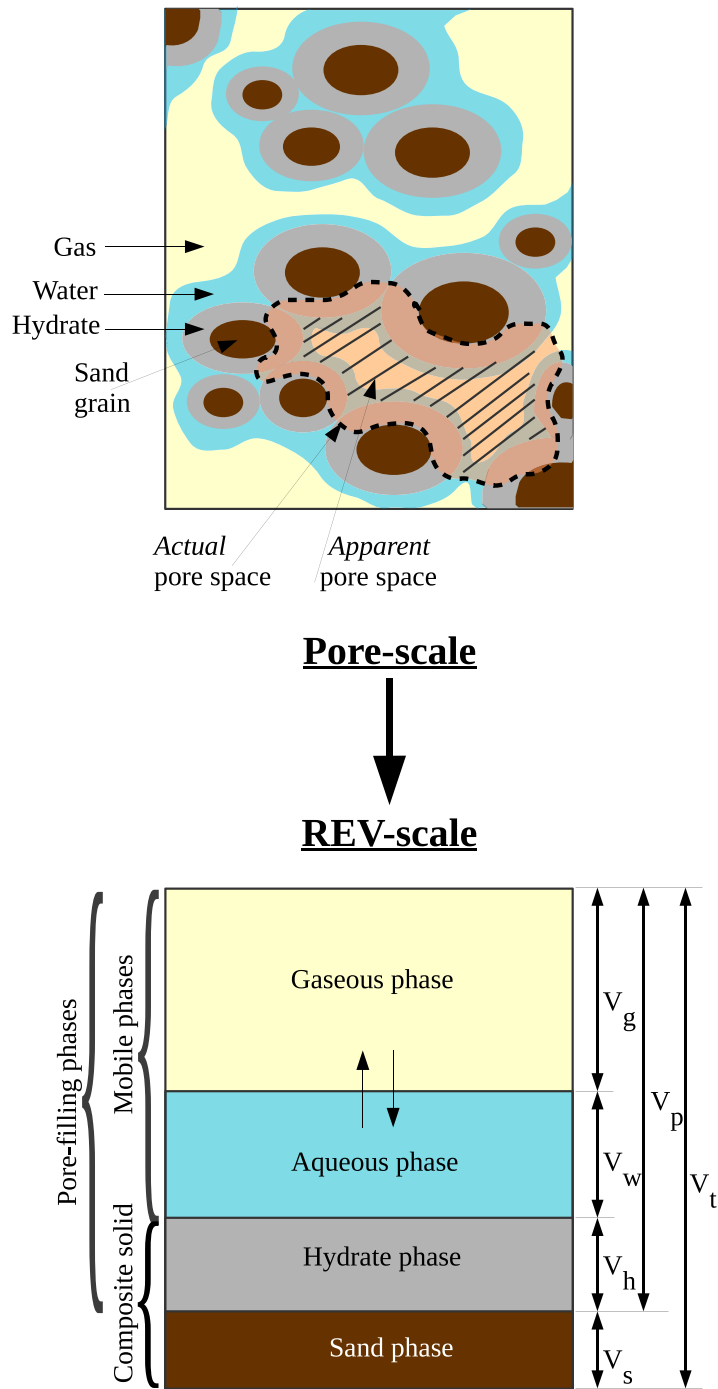 Gas
Water
Hydrate
Sand
grain
Actual
pore space
Apparent
pore space
Pore-scale
REV-scale
Pore-filling phases
Mobile phases
Composite solid
Gaseous phase
Aqueous phase
Hydrate phase
Sand phase
Vg
Vw
Vh
Vs
Vp
Vt